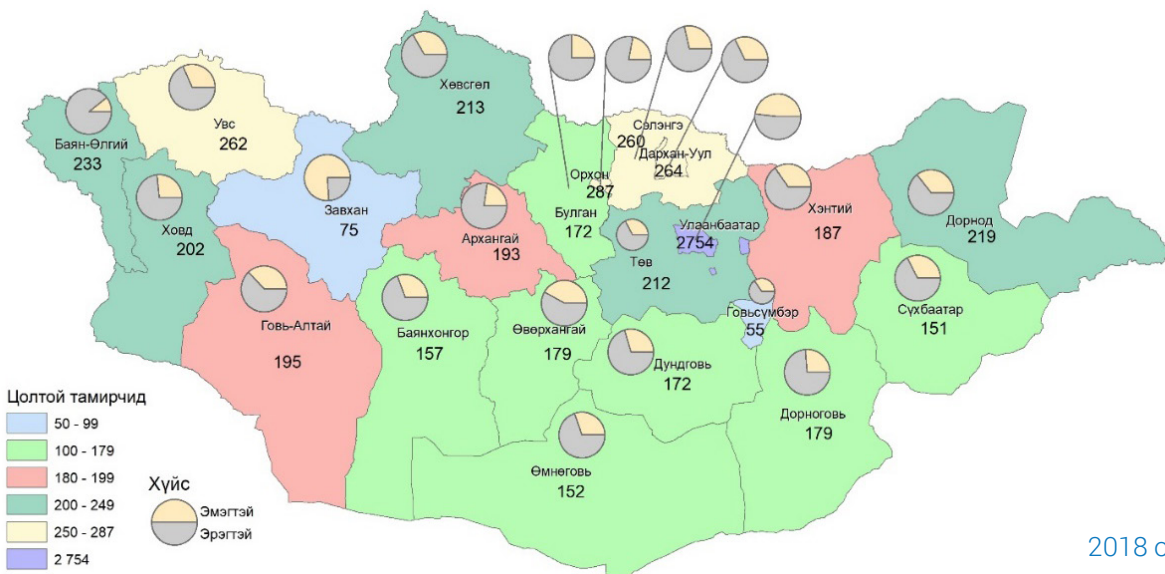 Хөвсгөл
213
Увс
262
Баян-Өлгий
233
Ховд
202
Завхан
75
Архангай
193
Орхон
287
Булган
172
Сэлэнгэ
260
Дархан-Уул
264
Улаанбаатар
2754
Төв
212
Хэнтий
187
Дорнод
219
Сүхбаатар
151
Говьсүмбэр
55
Говь-Алтай
195
Баянхонгор
157
Өвөрхангай
179
Дундговь
172
Дорноговь
179
Өмнөговь
152
Цолтой тамирчид
50 - 99
100 - 179
180 - 199
200 - 249
250 - 287
2 754
Хүйс
Эмэгтэй
Эрэгтэй
2018 о